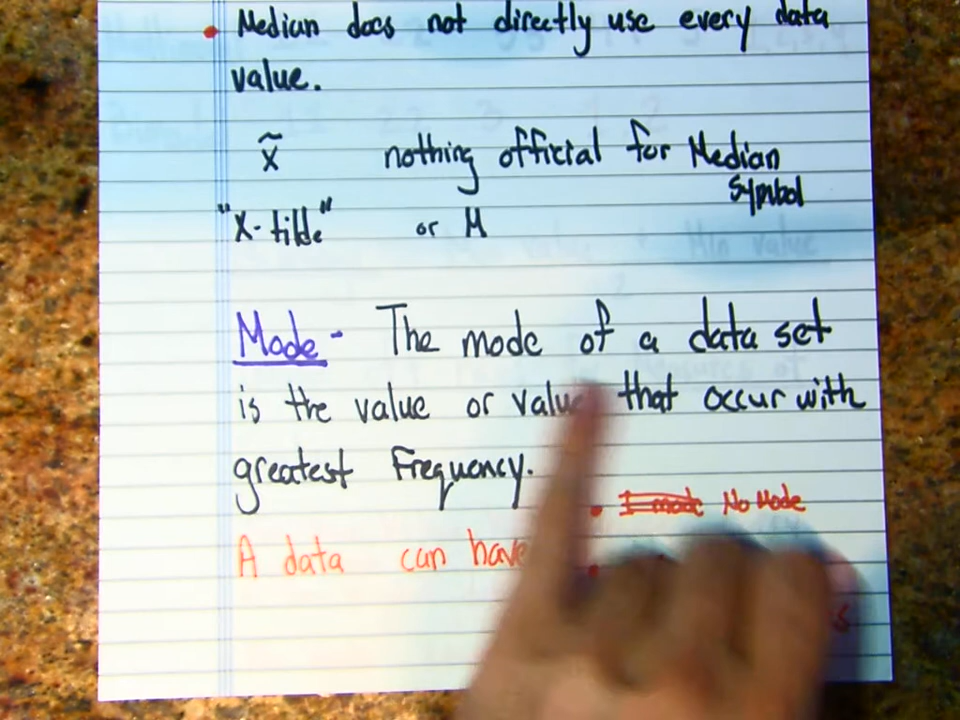 • Median does not directly use every data
value.
x̃ nothing official for Median
Symbol
"X-tilde" or M
Mode - The mode of a data set
is the value or value that occur with
greatest Frequency.
• 1 mode No Mode
A data can have